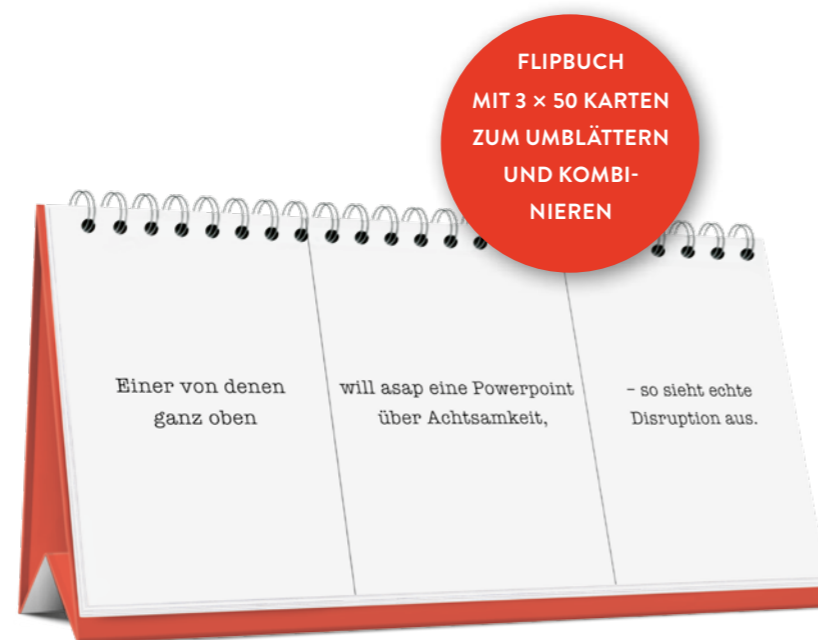 FLIPBUCH
MIT 3 × 50 KARTEN
ZUM UMBLÄTTERN
UND KOMBI-
NIEREN
Einer von denen
ganz oben
will asap eine Powerpoint
über Achtsamkeit,
– so sieht echte
Disruption aus.